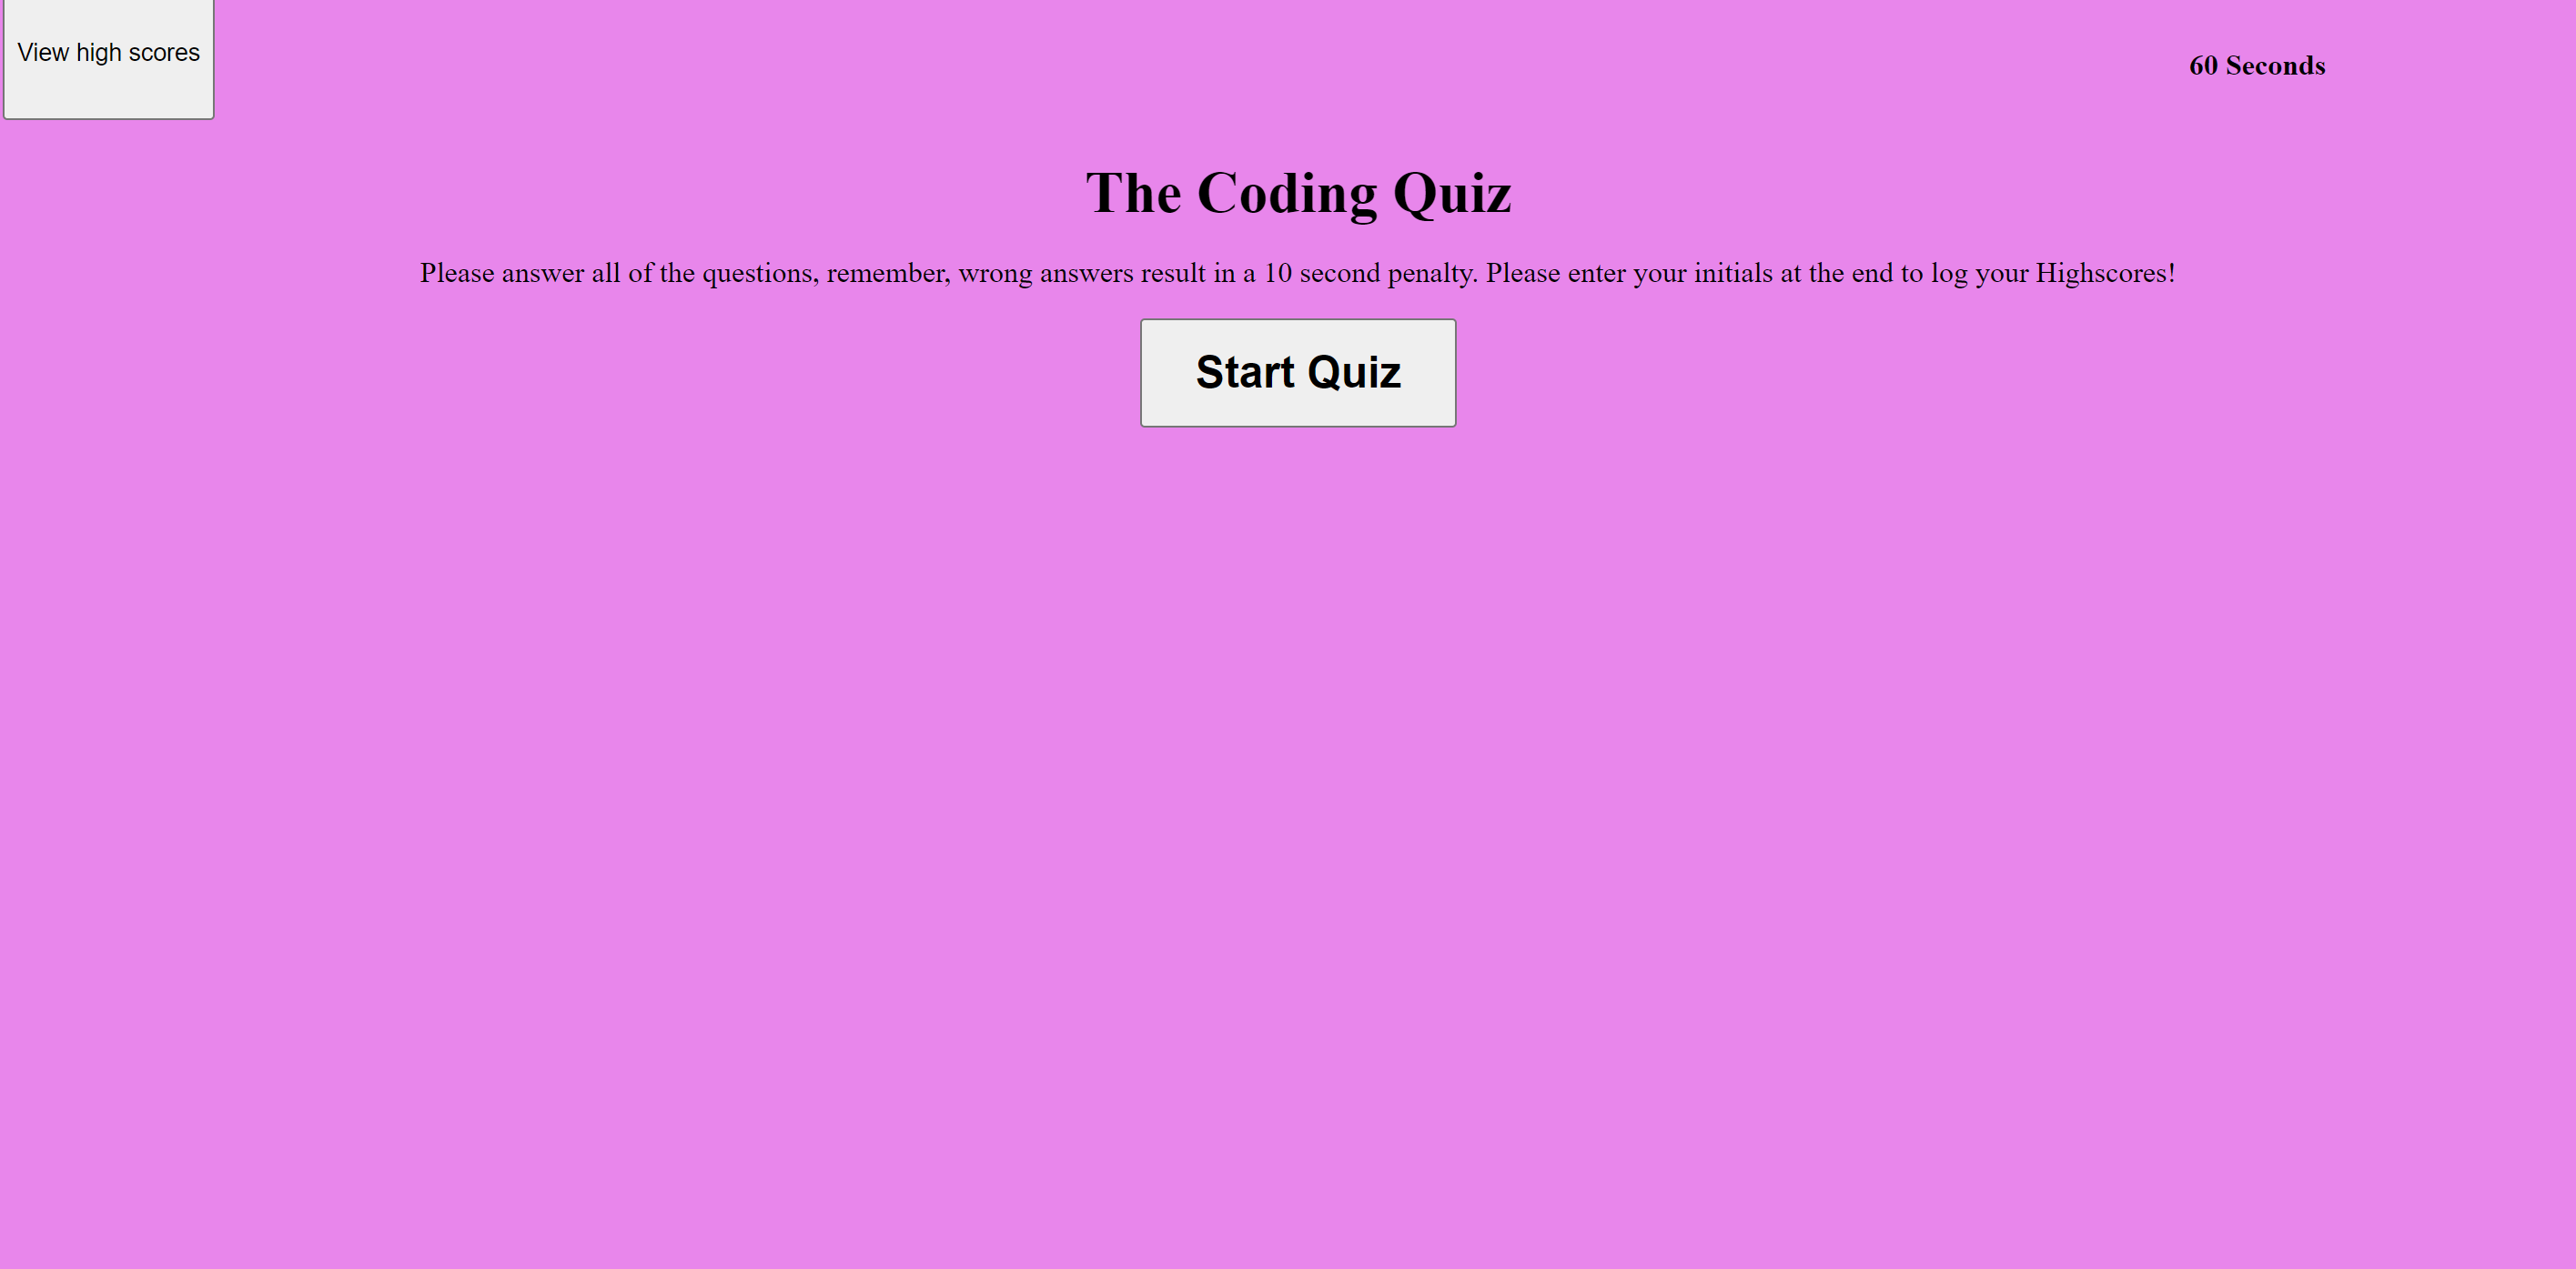 View high scores
60 Seconds
The Coding Quiz
Please answer all of the questions, remember, wrong answers result in a 10 second penalty. Please enter your initials at the end to log your Highscores!
Start Quiz